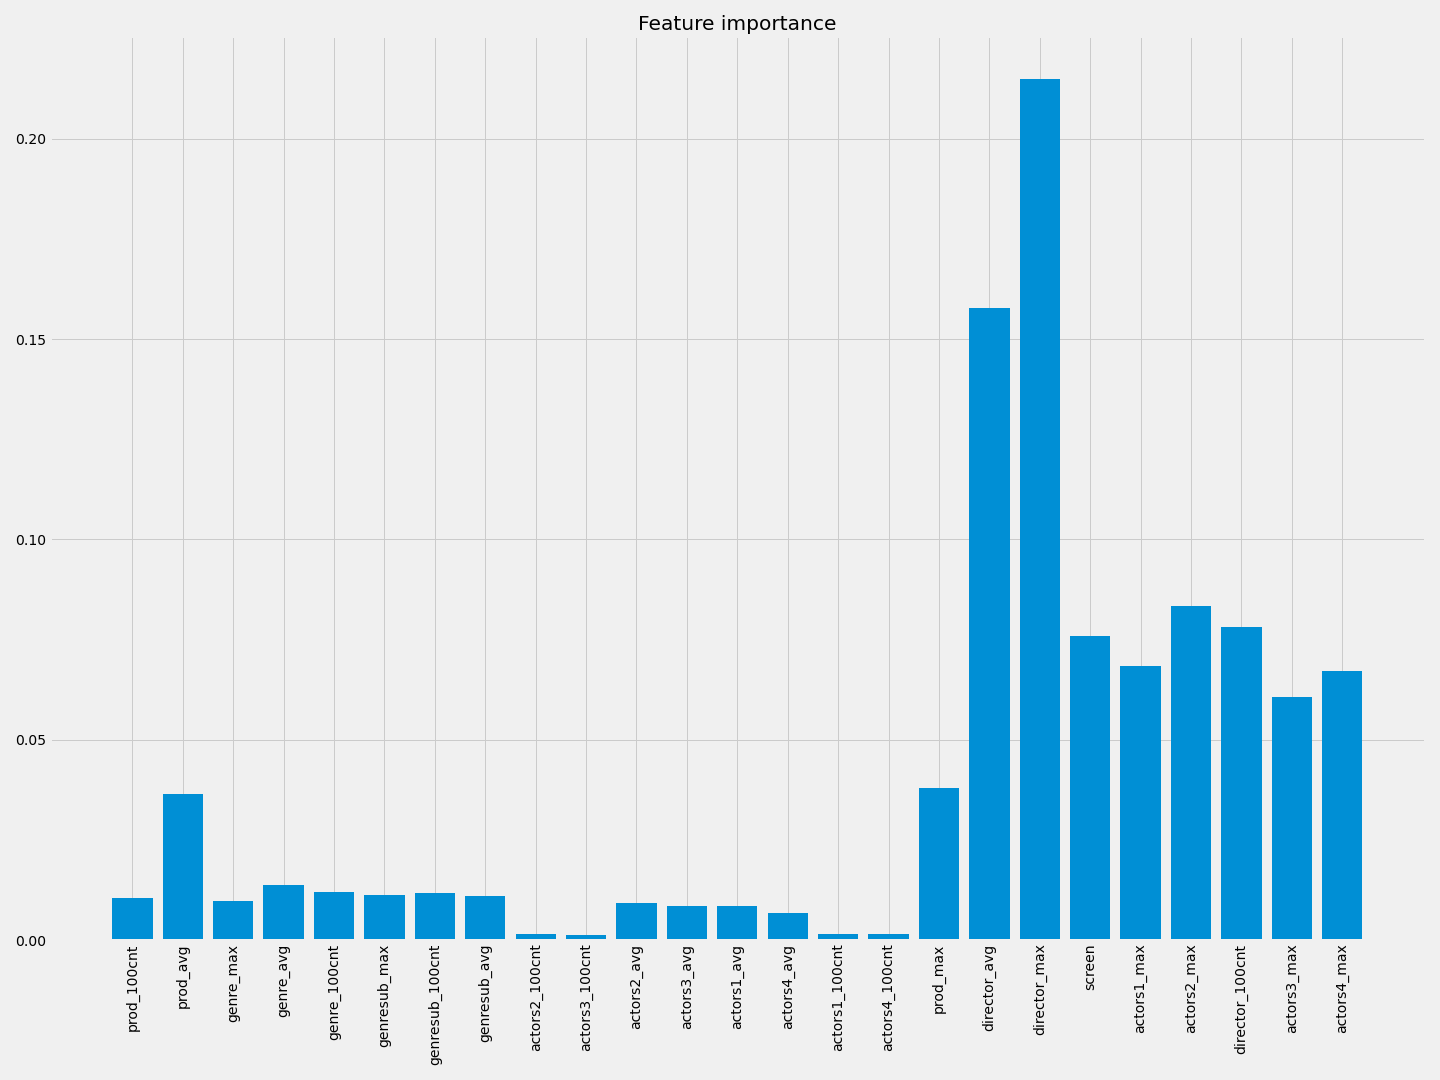 Feature importance
0.20
0.15
0.10
0.05
0.00
prod_100cnt
prod_avg
genre_max
genre_avg
genre_100cnt
genresub_max
genresub_100cnt
genresub_avg
actors2_100cnt
actors3_100cnt
actors2_avg
actors3_avg
actors1_avg
actors4_avg
actors1_100cnt
actors4_100cnt
prod_max
director_avg
director_max
screen
actors1_max
actors2_max
director_100cnt
actors3_max
actors4_max